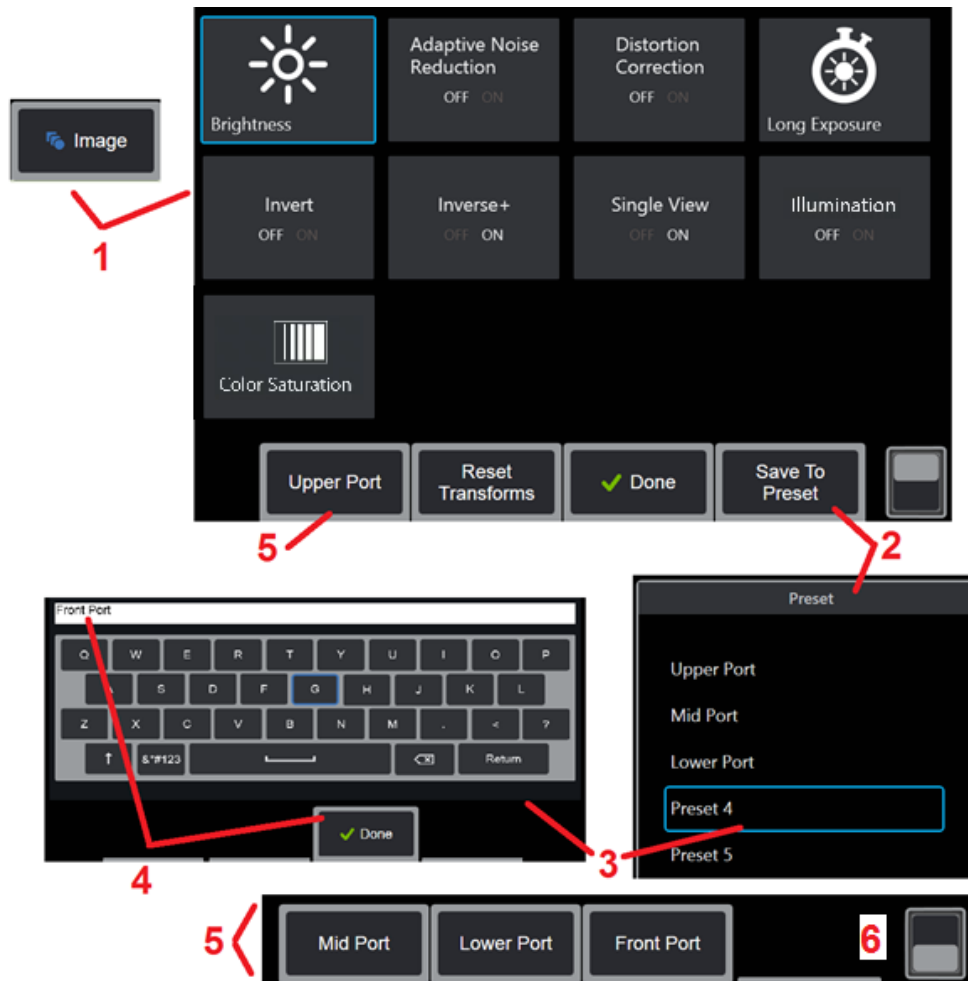 Image
1
Brightness
Adaptive Noise
Reduction
OFF ON
Distortion
Correction
OFF ON
Long Exposure
Invert
OFF ON
Inverse+
OFF ON
Single View
OFF ON
Illumination
OFF ON
Color Saturation
Upper Port
Reset
Transforms
Done
Save To
Preset
5
2
Front Port
Q W E R T Y U I O P
A S D F G H J K L
Z X C V B N M . < ?
↑ &*#123 Return
Done
4
3
Preset
Upper Port
Mid Port
Lower Port
Preset 4
Preset 5
5
Mid Port
Lower Port
Front Port
6